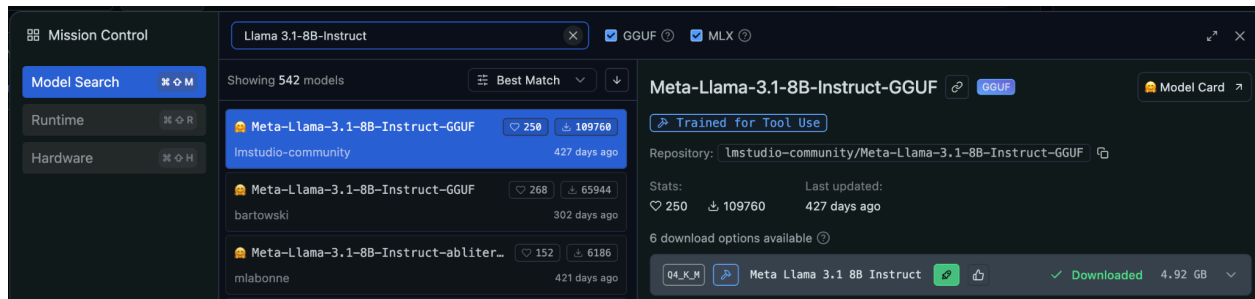 Mission Control
Model Search ⌘⇧M
Runtime ⌘⇧R
Hardware ⌘⇧H
Llama 3.1-8B-Instruct
GGUF
MLX
Showing 542 models
Best Match
Meta-Llama-3.1-8B-Instruct-GGUF 250 109760
lmstudio-community 427 days ago
Meta-Llama-3.1-8B-Instruct-GGUF 268 65944
bartowski 302 days ago
Meta-Llama-3.1-8B-Instruct-abliter… 152 6186
mlabonne 421 days ago
Meta-Llama-3.1-8B-Instruct-GGUF GGUF
Model Card
Trained for Tool Use
Repository: lmstudio-community/Meta-Llama-3.1-8B-Instruct-GGUF
Stats: Last updated:
250 109760 427 days ago
6 download options available
Q4_K_M Meta Llama 3.1 8B Instruct Downloaded 4.92 GB